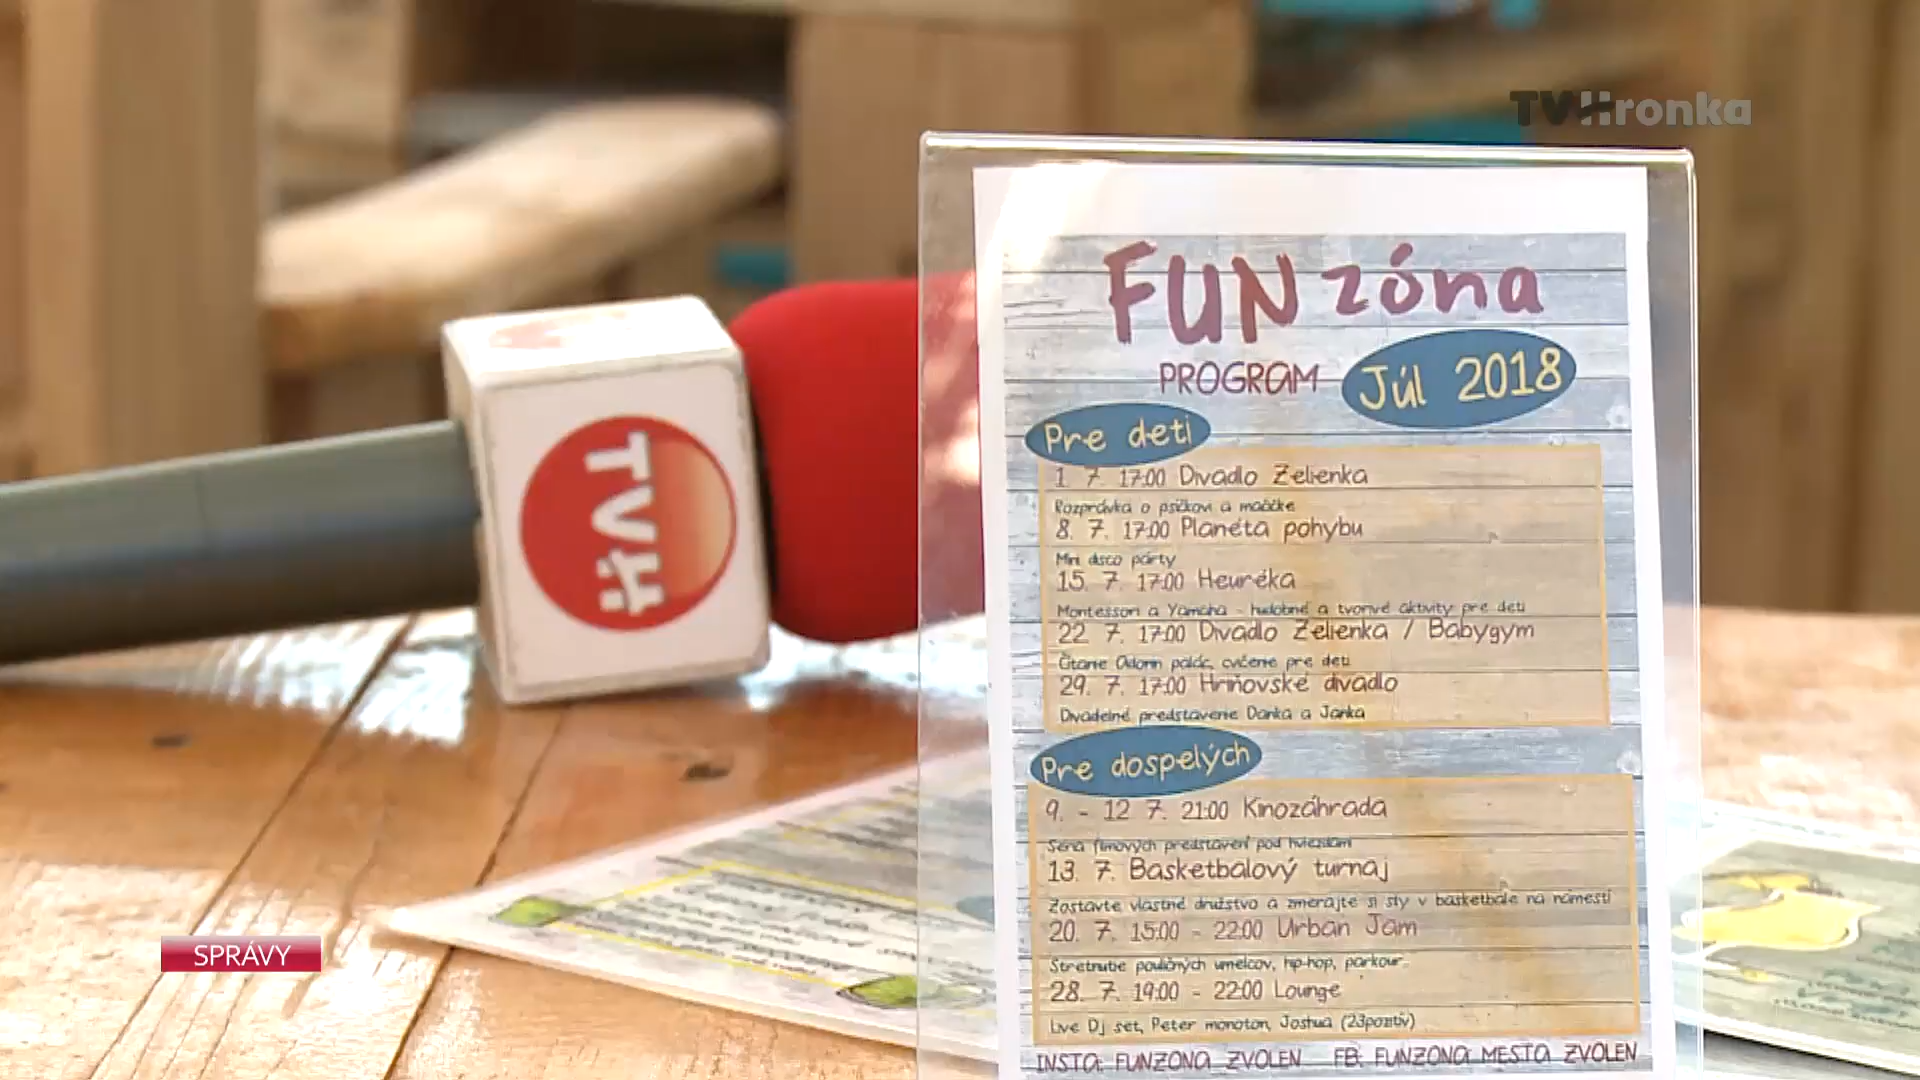 TVHronka
FUN zóna
PROGRAM Júl 2018
Pre deti
1. 7. 17:00 Divadlo Zelienka
Rozprávka o psíkovi a mačičke
8. 7. 17:00 Planéta pohybu
Mini disco párty
15. 7. 17:00 Heuréka
Montessori a Yamaha - hudobné a tvorivé aktivity pre deti
22. 7. 17:00 Divadlo Zelienka / Babygym
Čítanie Odorin palác, cvičenie pre deti
29. 7. 17:00 Hriňovské divadlo
Divadelné predstavenie Danka a Janka
Pre dospelých
9. - 12. 7. 21:00 Kinozáhrada
Séria filmových predstavení pod hviezdami
13. 7. Basketbalový turnaj
Zostavte vlastné družstvo a zmerajte si sily v basketbale na námestí
20. 7. 15:00 - 22:00 Urban Jam
Stretnutie pouličných umelcov, hip-hop, parkour
28. 7. 19:00 - 22:00 Lounge
Live Dj set, Peter monoton, Joshua (23pozitiv)
INSTA: FUNZONA_ZVOLEN FB: FUNZONA MESTA ZVOLEN
TVH
SPRÁVY